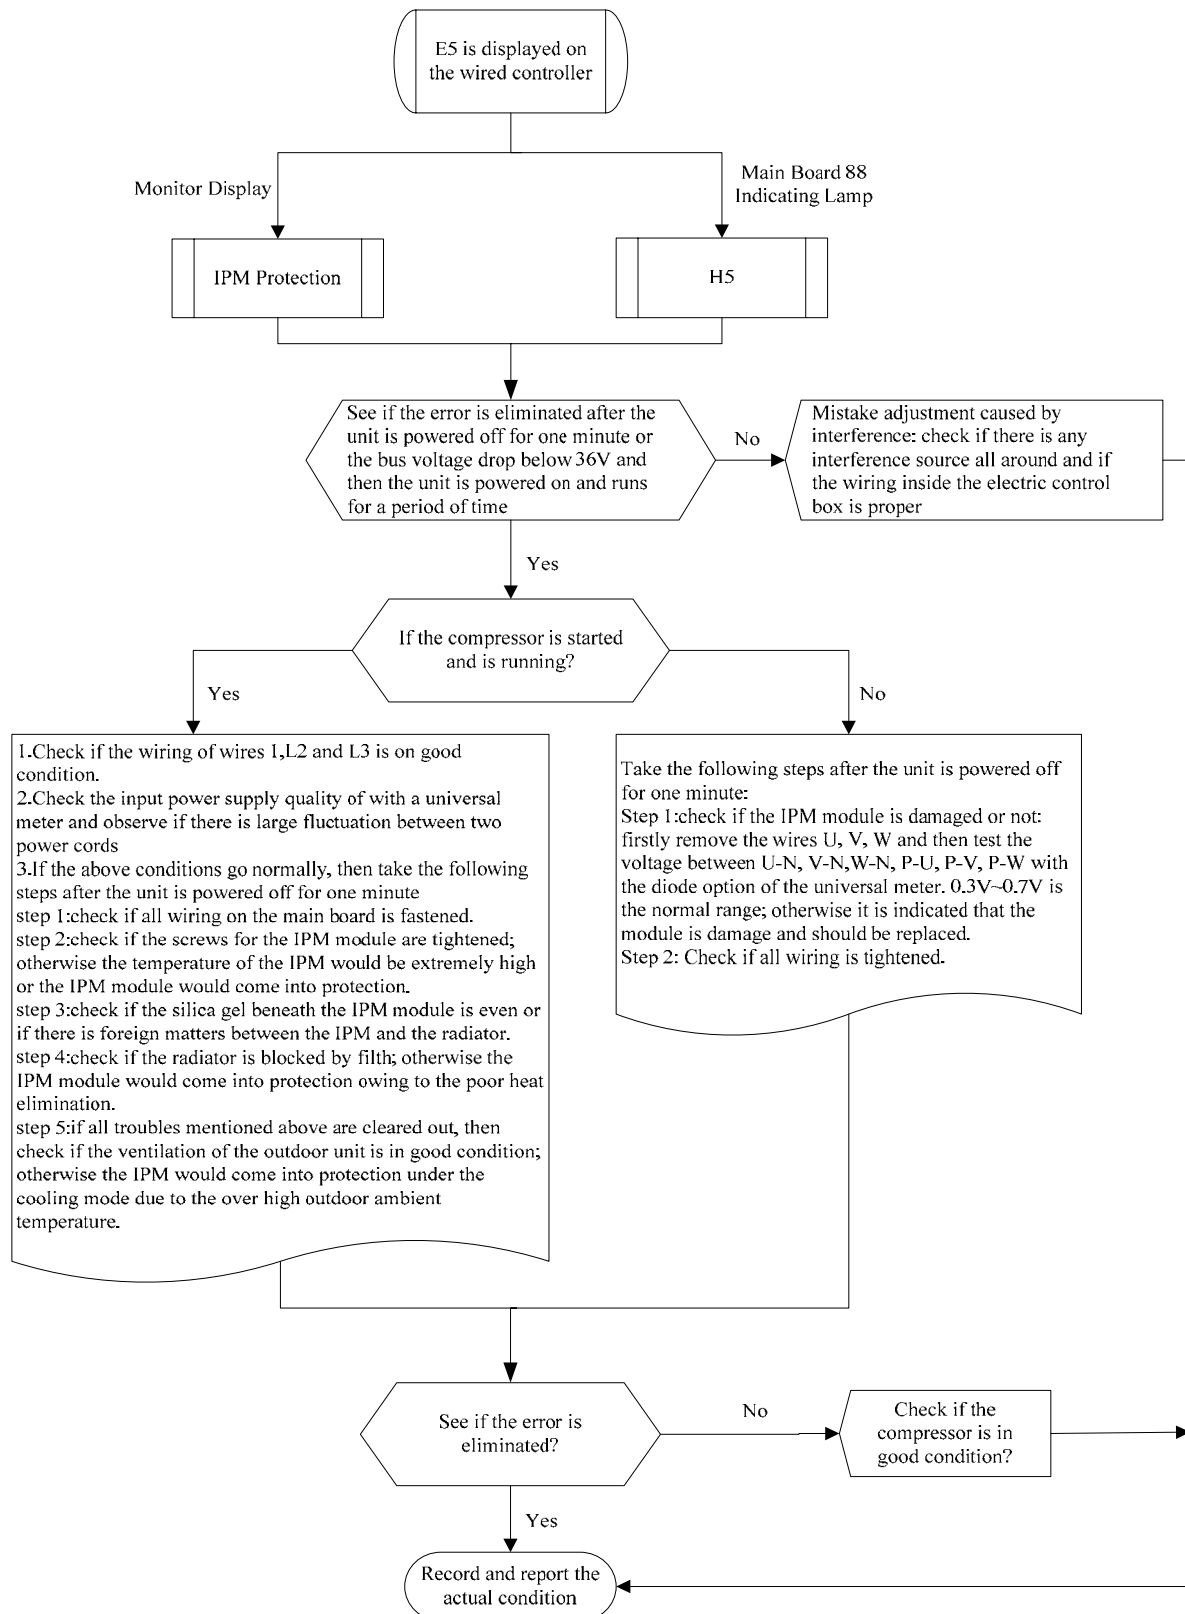 E5 is displayed on
the wired controller
Monitor Display
Main Board 88
Indicating Lamp
IPM Protection
H5
See if the error is eliminated after the
unit is powered off for one minute or
the bus voltage drop below 36V and
then the unit is powered on and runs
for a period of time
No
Mistake adjustment caused by
interference: check if there is any
interference source all around and if
the wiring inside the electric control
box is proper
Yes
If the compressor is started
and is running?
Yes
No
1.Check if the wiring of wires 1,L2 and L3 is on good
condition.
2.Check the input power supply quality of with a universal
meter and observe if there is large fluctuation between two
power cords
3.If the above conditions go normally, then take the following
steps after the unit is powered off for one minute
step 1:check if all wiring on the main board is fastened.
step 2:check if the screws for the IPM module are tightened;
otherwise the temperature of the IPM would be extremely high
or the IPM module would come into protection.
step 3:check if the silica gel beneath the IPM module is even or
if there is foreign matters between the IPM and the radiator.
step 4:check if the radiator is blocked by filth; otherwise the
IPM module would come into protection owing to the poor heat
elimination.
step 5:if all troubles mentioned above are cleared out, then
check if the ventilation of the outdoor unit is in good condition;
otherwise the IPM would come into protection under the
cooling mode due to the over high outdoor ambient
temperature.
Take the following steps after the unit is powered off
for one minute:
Step 1:check if the IPM module is damaged or not:
firstly remove the wires U, V, W and then test the
voltage between U-N, V-N,W-N, P-U, P-V, P-W with
the diode option of the universal meter. 0.3V~0.7V is
the normal range; otherwise it is indicated that the
module is damage and should be replaced.
Step 2: Check if all wiring is tightened.
See if the error is
eliminated?
No
Check if the
compressor is in
good condition?
Yes
Record and report the
actual condition